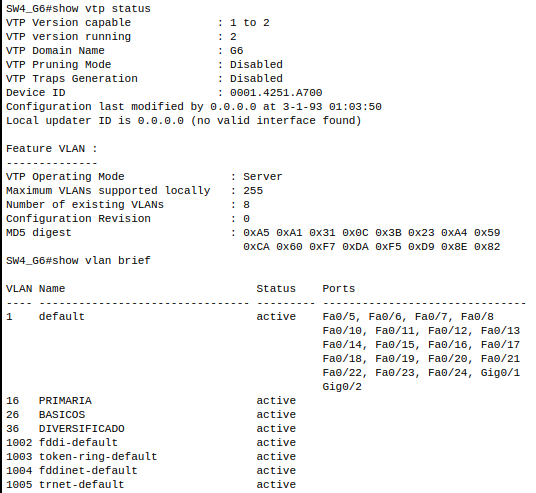 SW4_G6#show vtp status
VTP Version capable : 1 to 2
VTP version running : 2
VTP Domain Name : G6
VTP Pruning Mode : Disabled
VTP Traps Generation : Disabled
Device ID : 0001.4251.A700
Configuration last modified by 0.0.0.0 at 3-1-93 01:03:50
Local updater ID is 0.0.0.0 (no valid interface found)
Feature VLAN :
--------------
VTP Operating Mode : Server
Maximum VLANs supported locally : 255
Number of existing VLANs : 8
Configuration Revision : 0
MD5 digest : 0xA5 0xA1 0x31 0x0C 0x3B 0x23 0xA4 0x59
0xCA 0x60 0xF7 0xDA 0xF5 0xD9 0x8E 0x82
SW4_G6#show vlan brief
VLAN Name Status Ports
---- -------------------------------- --------- -------------------------------
1 default active Fa0/5, Fa0/6, Fa0/7, Fa0/8
Fa0/10, Fa0/11, Fa0/12, Fa0/13
Fa0/14, Fa0/15, Fa0/16, Fa0/17
Fa0/18, Fa0/19, Fa0/20, Fa0/21
Fa0/22, Fa0/23, Fa0/24, Gig0/1
Gig0/2
16 PRIMARIA active
26 BASICOS active
36 DIVERSIFICADO active
1002 fddi-default active
1003 token-ring-default active
1004 fddinet-default active
1005 trnet-default active